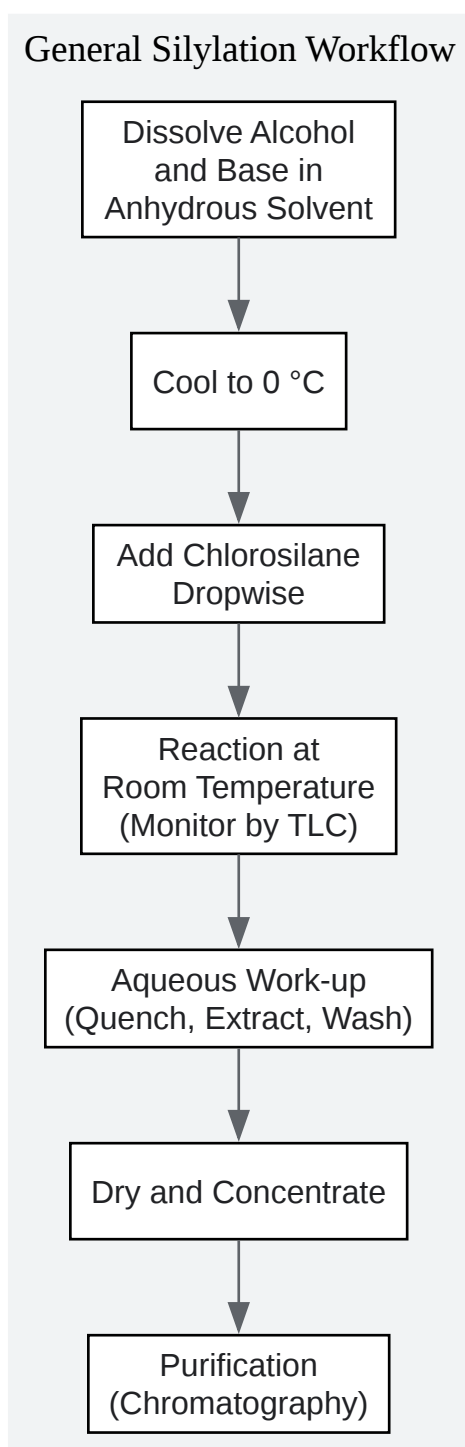 General Silylation Workflow
Dissolve Alcohol
and Base in
Anhydrous Solvent
Cool to 0 °C
Add Chlorosilane
Dropwise
Reaction at
Room Temperature
(Monitor by TLC)
Aqueous Work-up
(Quench, Extract, Wash)
Dry and Concentrate
Purification
(Chromatography)